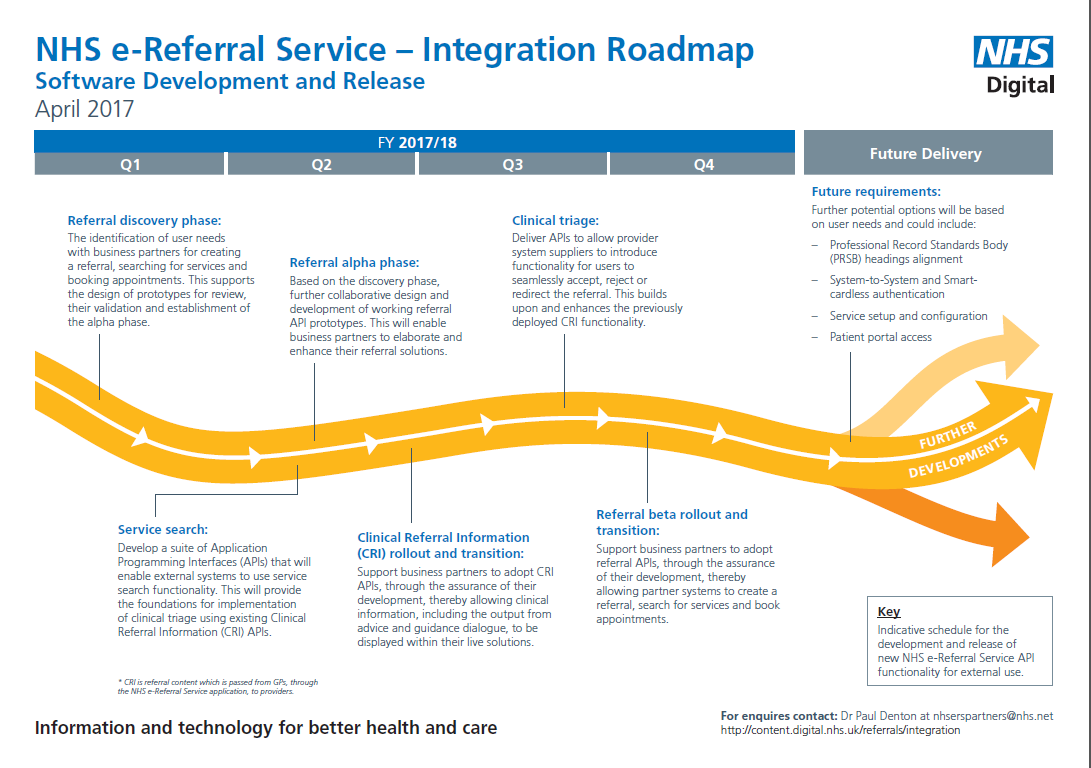 NHS e-Referral Service – Integration Roadmap
Software Development and Release
April 2017
NHS
Digital
FY 2017/18
Q1
Q2
Q3
Q4
Future Delivery
Referral discovery phase:
The identification of user needs
with business partners for creating
a referral, searching for services and
booking appointments. This supports
the design of prototypes for review,
their validation and establishment of
the alpha phase.
Referral alpha phase:
Based on the discovery phase,
further collaborative design and
development of working referral
API prototypes. This will enable
business partners to elaborate and
enhance their referral solutions.
Clinical triage:
Deliver APIs to allow provider
system suppliers to introduce
functionality for users to
seamlessly accept, reject or
redirect the referral. This builds
upon and enhances the previously
deployed CRI functionality.
Future requirements:
Further potential options will be based
on user needs and could include:
– Professional Record Standards Body
(PRSB) headings alignment
– System-to-System and Smart-
cardless authentication
– Service setup and configuration
– Patient portal access
FURTHER
DEVELOPMENTS
Service search:
Develop a suite of Application
Programming Interfaces (APIs) that will
enable external systems to use service
search functionality. This will provide
the foundations for implementation
of clinical triage using existing Clinical
Referral Information (CRI) APIs.
Clinical Referral Information
(CRI) rollout and transition:
Support business partners to adopt CRI
APIs, through the assurance of their
development, thereby allowing clinical
information, including the output from
advice and guidance dialogue, to be
displayed within their live solutions.
Referral beta rollout and
transition:
Support business partners to adopt
referral APIs, through the assurance
of their development, thereby
allowing partner systems to create a
referral, search for services and book
appointments.
Key
Indicative schedule for the
development and release of
new NHS e-Referral Service API
functionality for external use.
* CRI is referral content which is passed from GPs, through
the NHS e-Referral Service application, to providers.
Information and technology for better health and care
For enquires contact: Dr Paul Denton at nhserspartners@nhs.net
http://content.digital.nhs.uk/referrals/integration